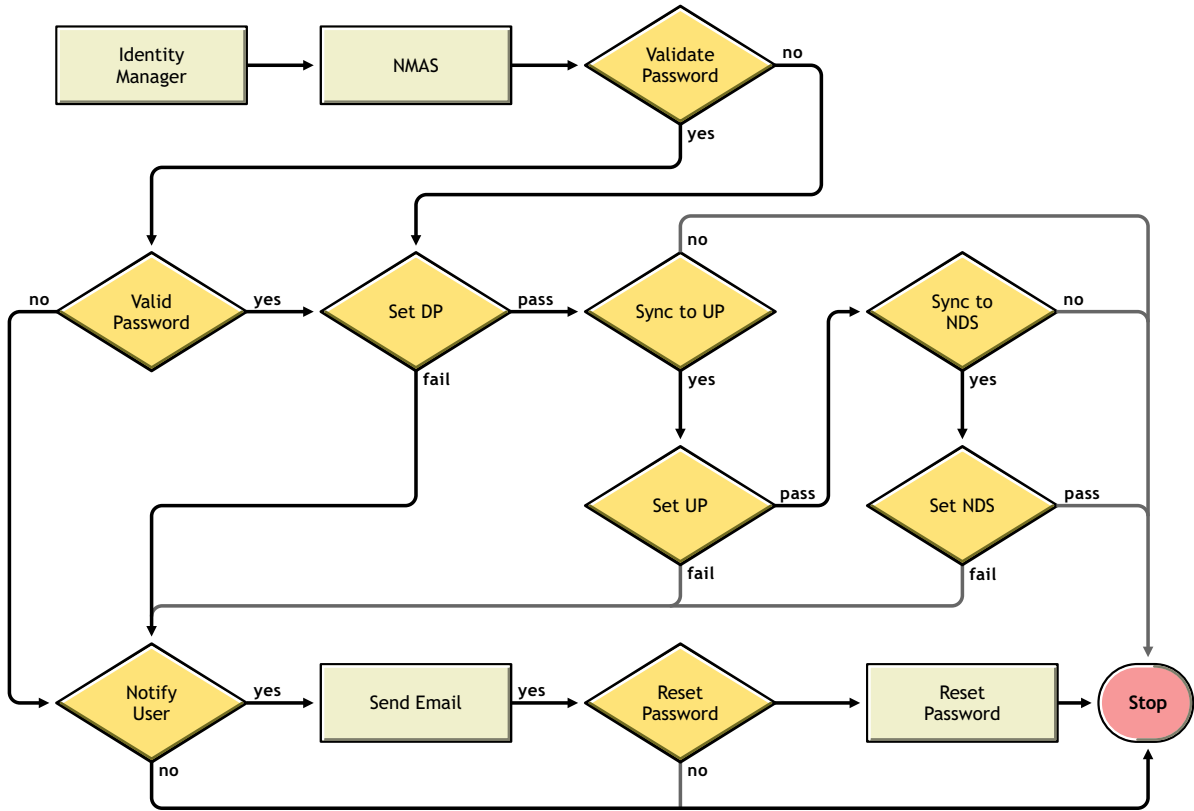 Identity
Manager
NMAS
Validate
Password
no
yes
no
Valid
Password
yes
Set DP
pass
fail
no
Sync to UP
yes
Sync to
NDS
no
yes
Set UP
pass
fail
Set NDS
pass
fail
Notify
User
yes
no
Send Email
yes
Reset
Password
no
Reset
Password
Stop